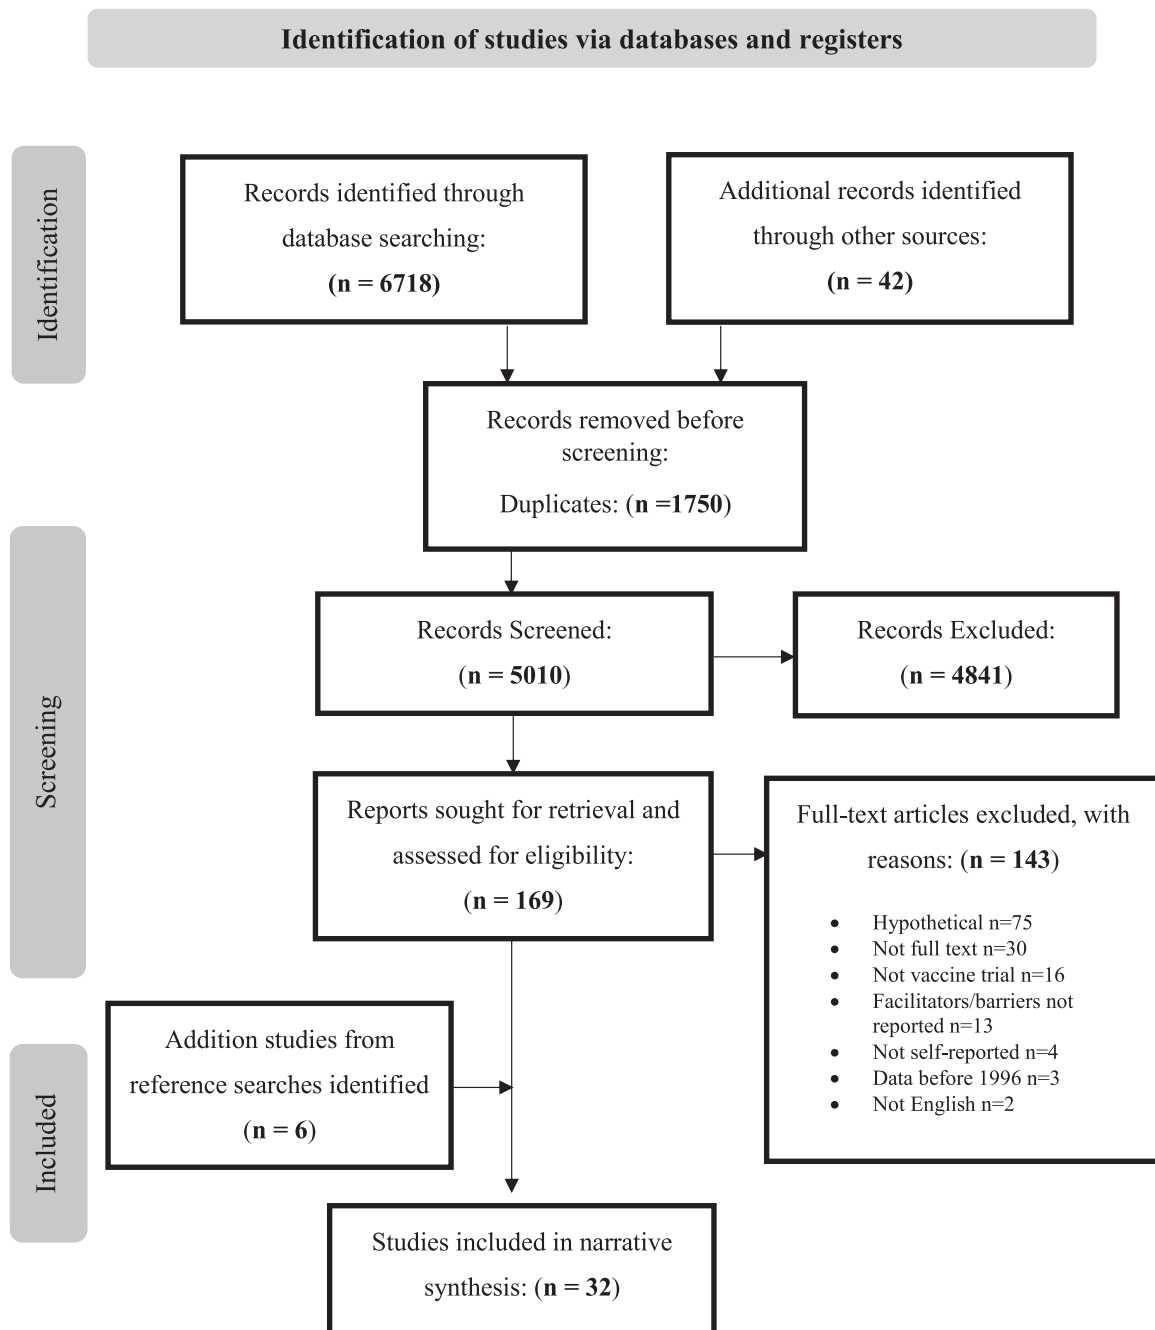 Identification of studies via databases and registers
Identification
Records identified through
database searching:
(n = 6718)
Additional records identified
through other sources:
(n = 42)
Records removed before
screening:
Duplicates: (n =1750)
Screening
Records Screened:
(n = 5010)
Records Excluded:
(n = 4841)
Reports sought for retrieval and
assessed for eligibility:
(n = 169)
Full-text articles excluded, with
reasons: (n = 143)
• Hypothetical n=75
• Not full text n=30
• Not vaccine trial n=16
• Facilitators/barriers not
reported n=13
• Not self-reported n=4
• Data before 1996 n=3
• Not English n=2
Included
Addition studies from
reference searches identified
(n = 6)
Studies included in narrative
synthesis: (n = 32)